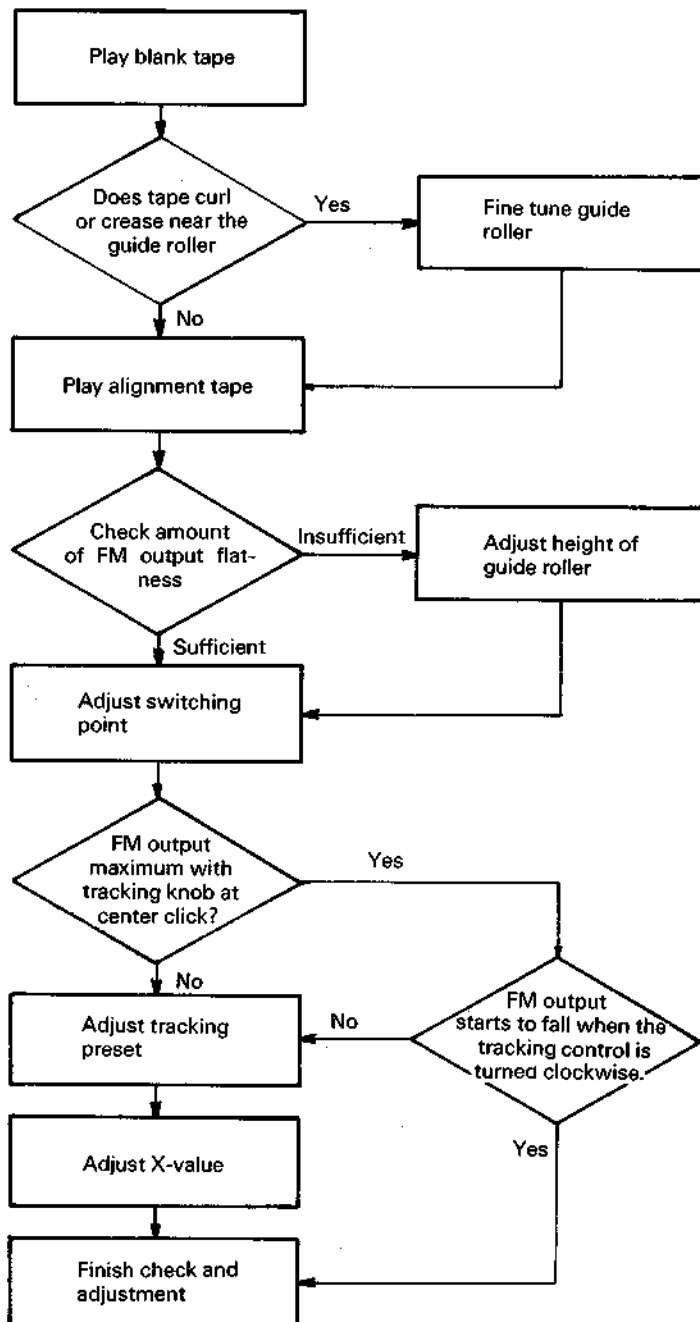 Play blank tape
Does tape curl
or crease near the
guide roller
Yes
Fine tune guide
roller
No
Play alignment tape
Check amount
of FM output flat-
ness
Insufficient
Adjust height of
guide roller
Sufficient
Adjust switching
point
FM output
maximum with
tracking knob at
center click?
Yes
No
FM output
starts to fall when the
tracking control is
turned clockwise.
No
Adjust tracking
preset
Yes
Adjust X-value
Finish check and
adjustment